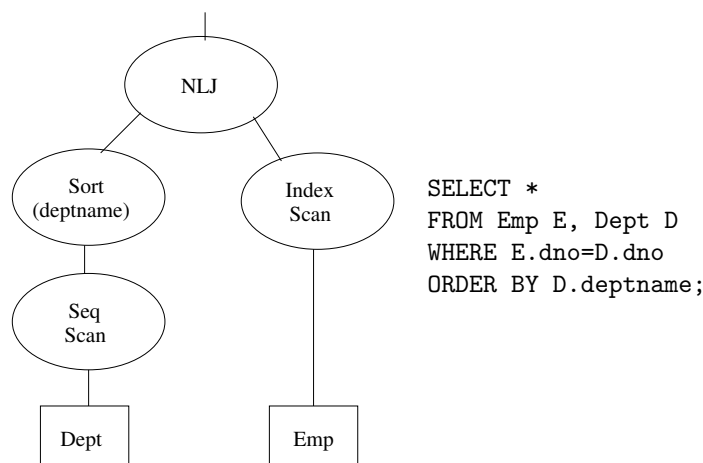 NLJ
Sort
(deptname)
Index
Scan
Seq
Scan
Dept
Emp
SELECT *
FROM Emp E, Dept D
WHERE E.dno=D.dno
ORDER BY D.deptname;